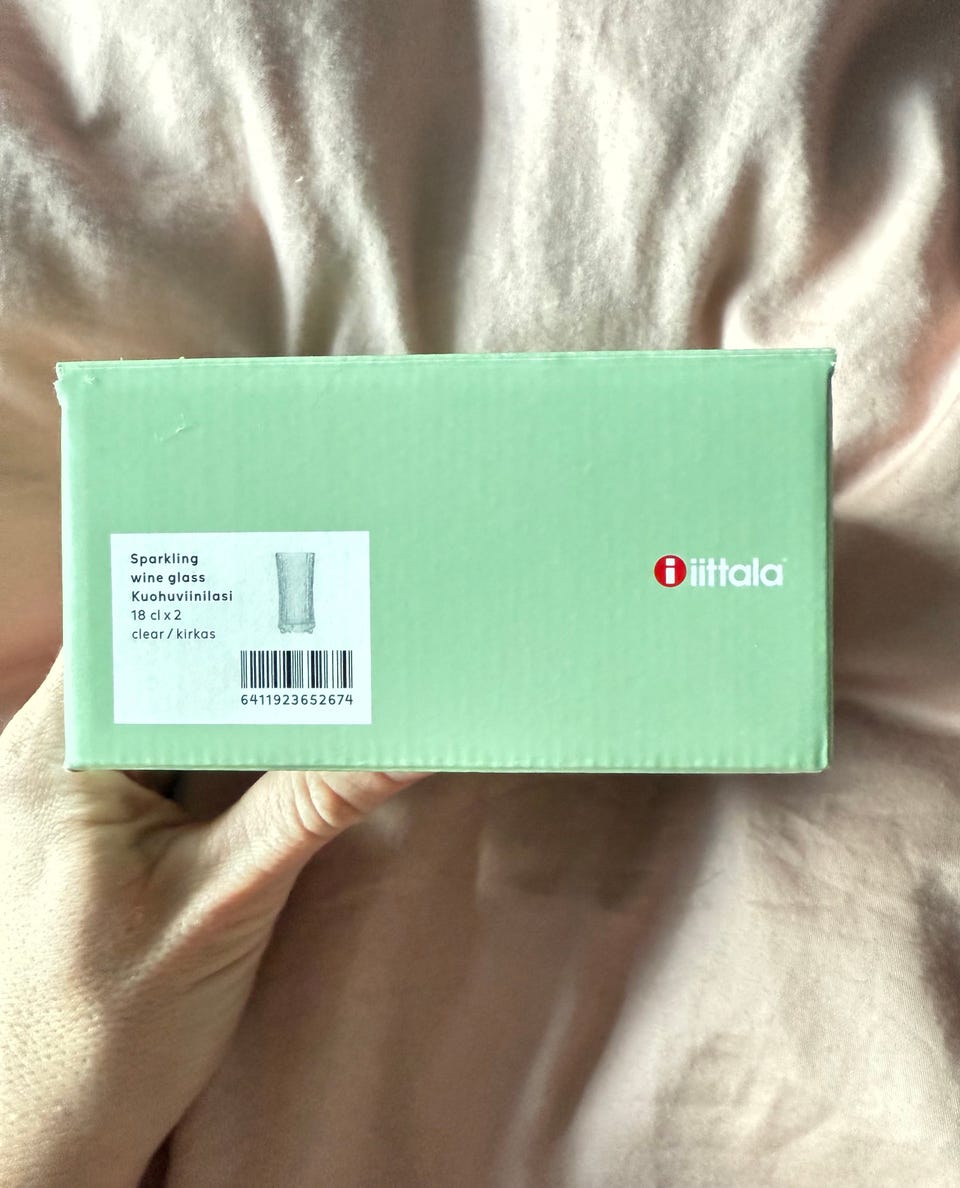 Sparkling
wine glass
Kuohuviinilasi
18 cl x 2
clear / kirkas
6411923652674
i iittala